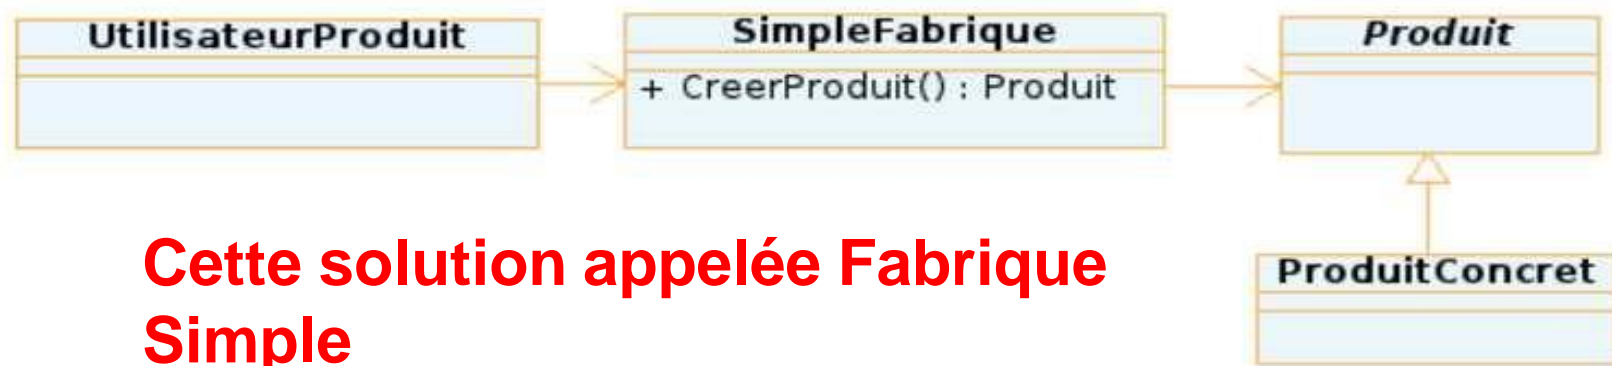 UtilisateurProduit
SimpleFabrique
+ CreerProduit() : Produit
Produit
ProduitConcret
Cette solution appelée Fabrique
Simple